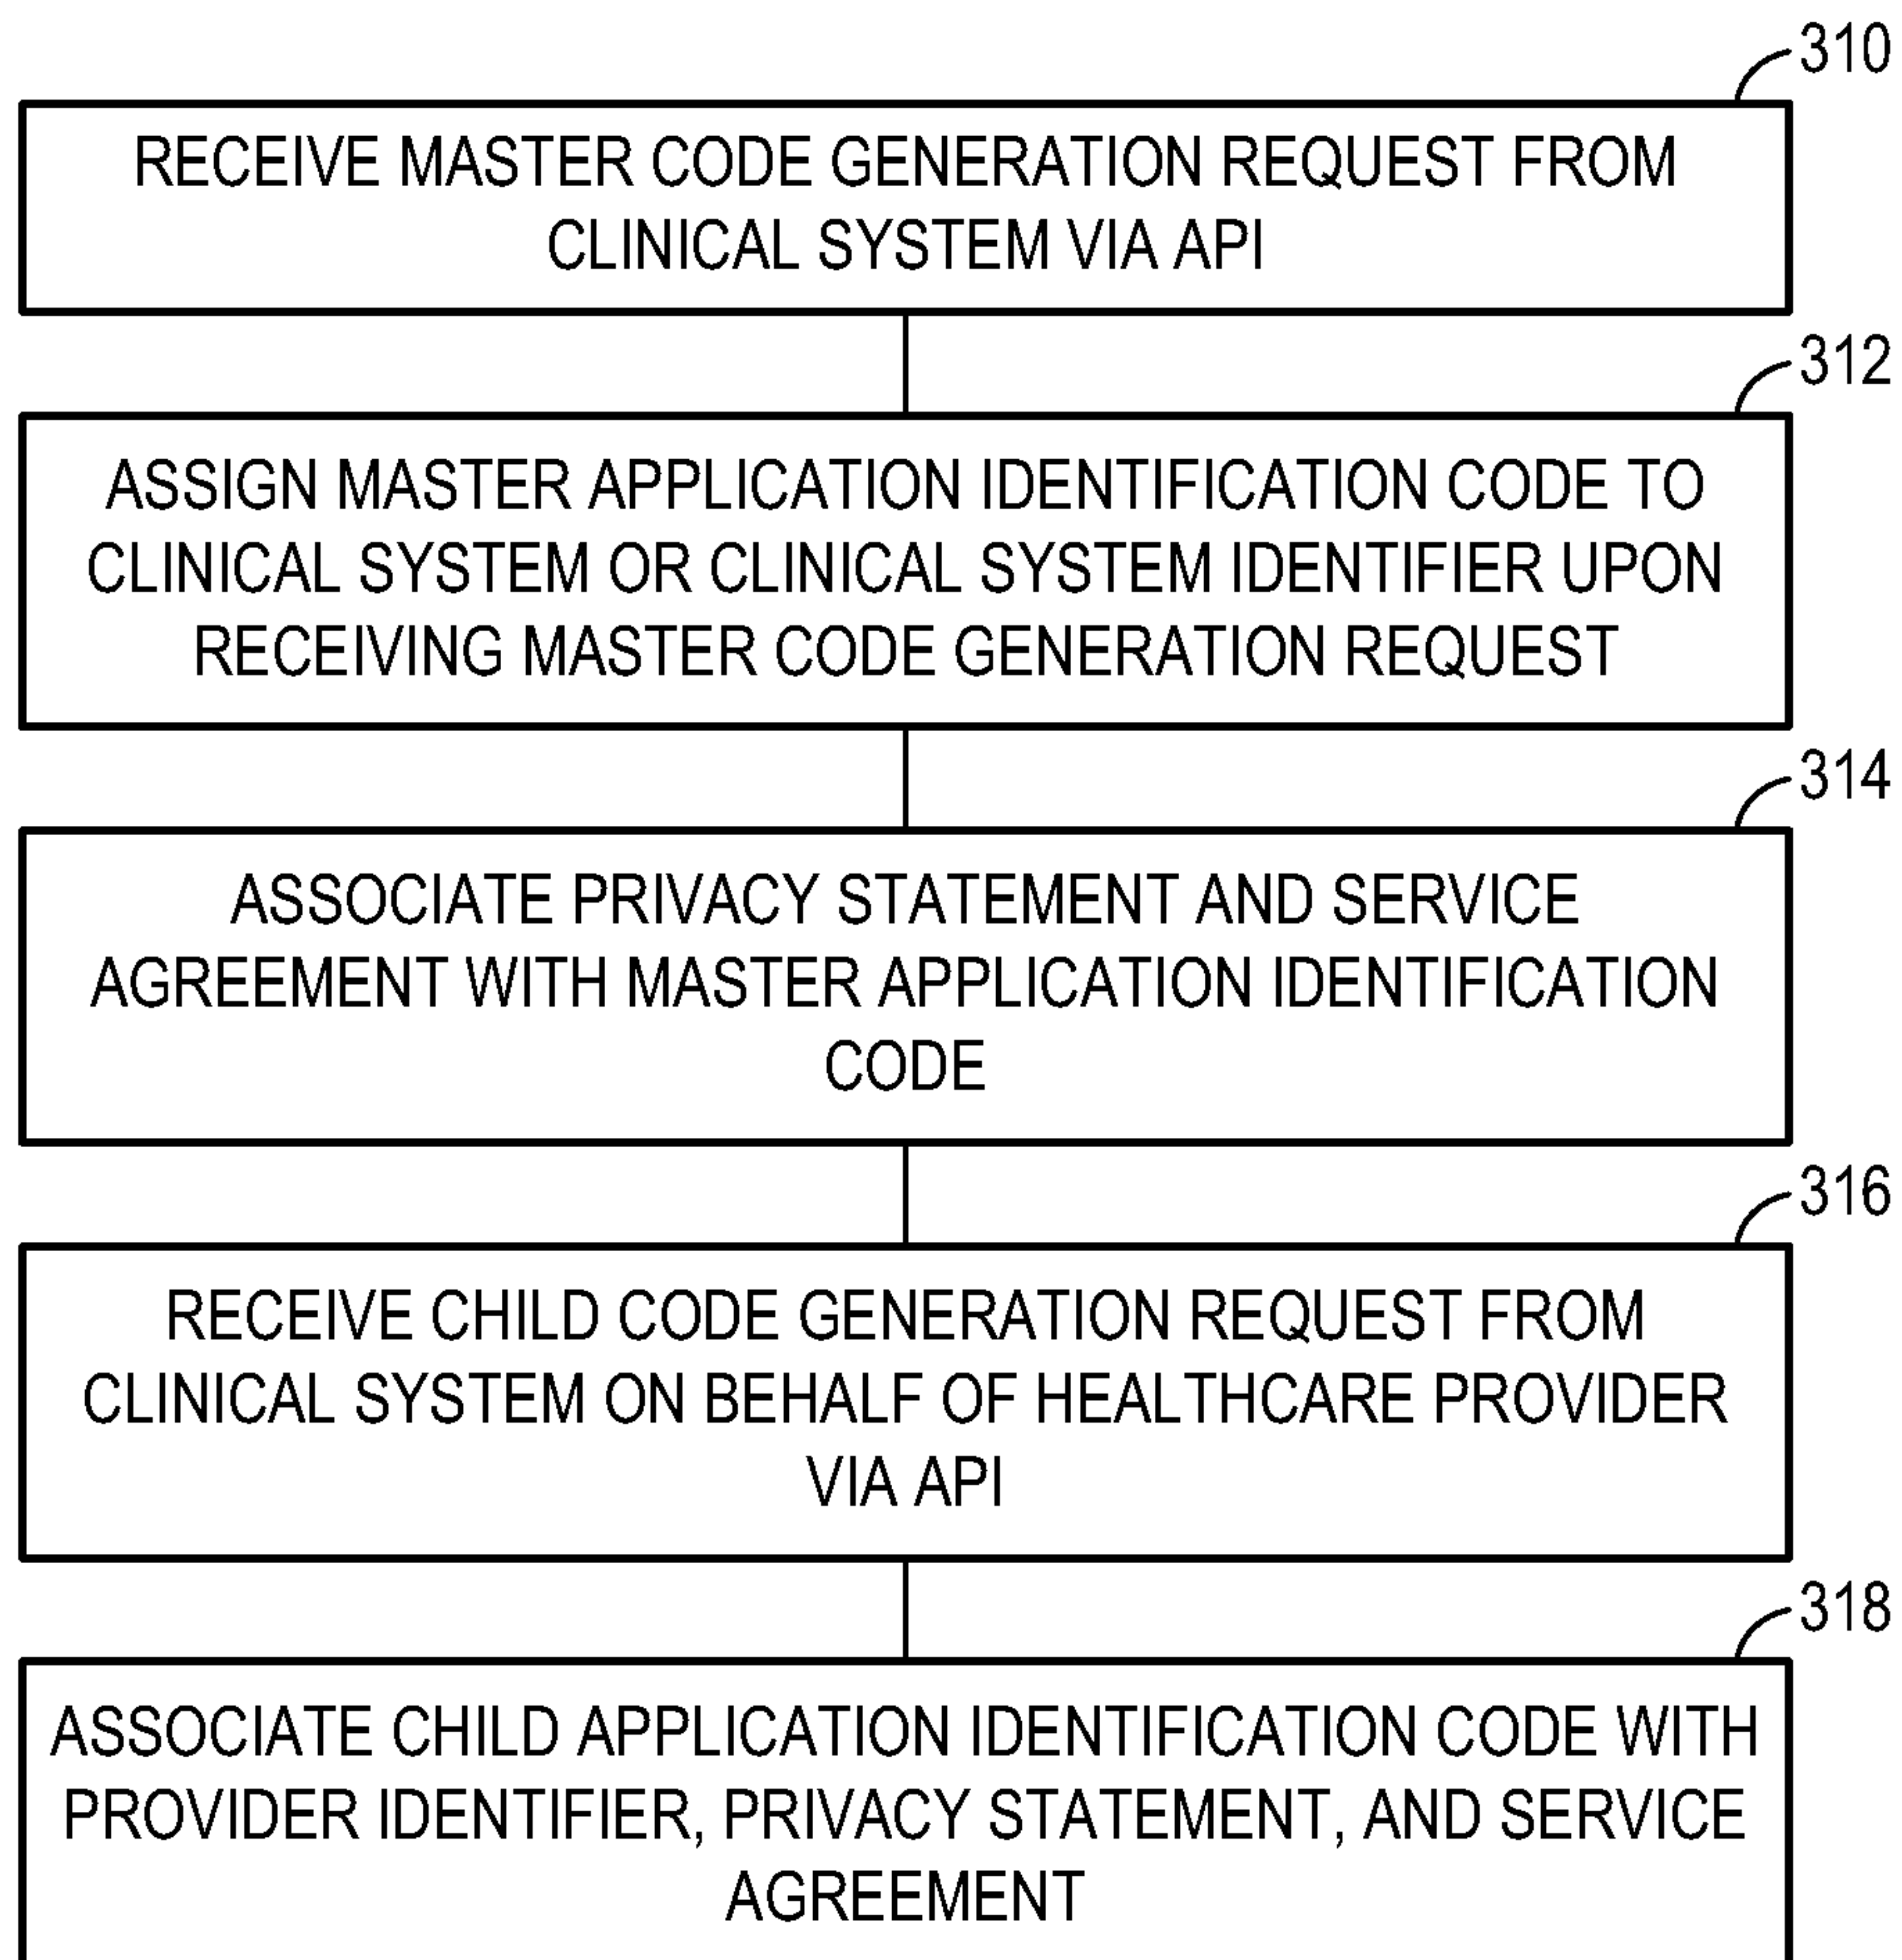 310
RECEIVE MASTER CODE GENERATION REQUEST FROM
CLINICAL SYSTEM VIA API
312
ASSIGN MASTER APPLICATION IDENTIFICATION CODE TO
CLINICAL SYSTEM OR CLINICAL SYSTEM IDENTIFIER UPON
RECEIVING MASTER CODE GENERATION REQUEST
314
ASSOCIATE PRIVACY STATEMENT AND SERVICE
AGREEMENT WITH MASTER APPLICATION IDENTIFICATION
CODE
316
RECEIVE CHILD CODE GENERATION REQUEST FROM
CLINICAL SYSTEM ON BEHALF OF HEALTHCARE PROVIDER
VIA API
318
ASSOCIATE CHILD APPLICATION IDENTIFICATION CODE WITH
PROVIDER IDENTIFIER, PRIVACY STATEMENT, AND SERVICE
AGREEMENT